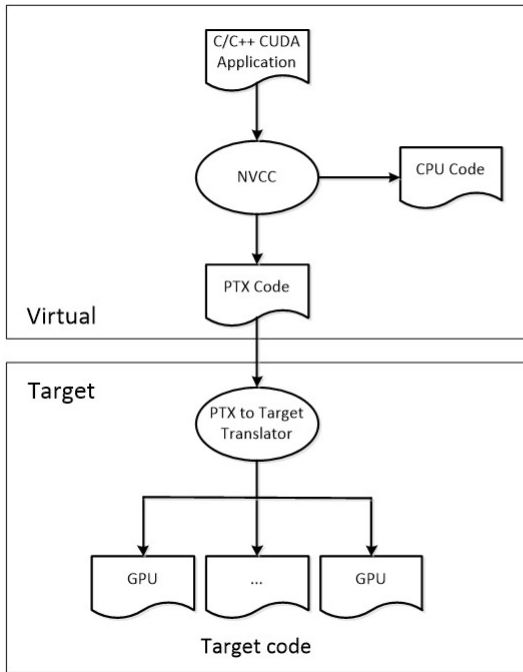 C/C++ CUDA
Application
NVCC
CPU Code
PTX Code
Virtual
Target
PTX to Target
Translator
GPU
...
GPU
Target code